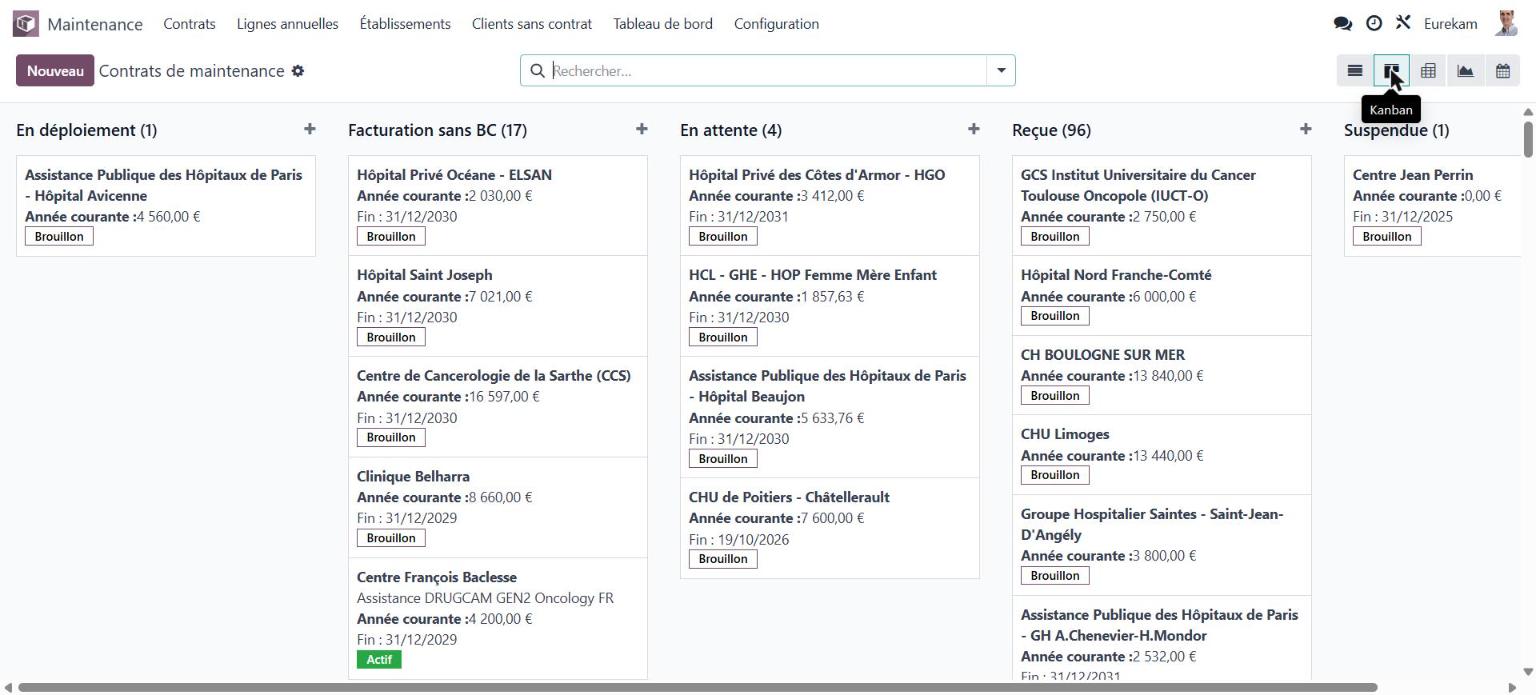 Maintenance
Contrats
Lignes annuelles
Établissements
Clients sans contrat
Tableau de bord
Configuration
Eurekam
Nouveau
Contrats de maintenance
Rechercher...
Kanban
En déploiement (1)
Assistance Publique des Hôpitaux de Paris
- Hôpital Avicenne
Année courante :4 560,00 €
Brouillon
Facturation sans BC (17)
Hôpital Privé Océane - ELSAN
Année courante :2 030,00 €
Fin : 31/12/2030
Brouillon
Hôpital Saint Joseph
Année courante :7 021,00 €
Fin : 31/12/2030
Brouillon
Centre de Cancerologie de la Sarthe (CCS)
Année courante :16 597,00 €
Fin : 31/12/2030
Brouillon
Clinique Belharra
Année courante :8 660,00 €
Fin : 31/12/2029
Brouillon
Centre François Baclesse
Assistance DRUGCAM GEN2 Oncology FR
Année courante :4 200,00 €
Fin : 31/12/2029
Actif
En attente (4)
Hôpital Privé des Côtes d'Armor - HGO
Année courante :3 412,00 €
Fin : 31/12/2031
Brouillon
HCL - GHE - HOP Femme Mère Enfant
Année courante :1 857,63 €
Fin : 31/12/2030
Brouillon
Assistance Publique des Hôpitaux de Paris
- Hôpital Beaujon
Année courante :5 633,76 €
Fin : 31/12/2030
Brouillon
CHU de Poitiers - Châtellerault
Année courante :7 600,00 €
Fin : 19/10/2026
Brouillon
Reçue (96)
GCS Institut Universitaire du Cancer
Toulouse Oncopole (IUCT-O)
Année courante :2 750,00 €
Brouillon
Hôpital Nord Franche-Comté
Année courante :6 000,00 €
Brouillon
CH BOULOGNE SUR MER
Année courante :13 840,00 €
Brouillon
CHU Limoges
Année courante :13 440,00 €
Brouillon
Groupe Hospitalier Saintes - Saint-Jean-
D'Angély
Année courante :3 800,00 €
Brouillon
Assistance Publique des Hôpitaux de Paris
- GH A.Chenevier-H.Mondor
Année courante :2 532,00 €
Fin : 31/12/2031
Suspendue (1)
Centre Jean Perrin
Année courante :0,00 €
Fin : 31/12/2025
Brouillon